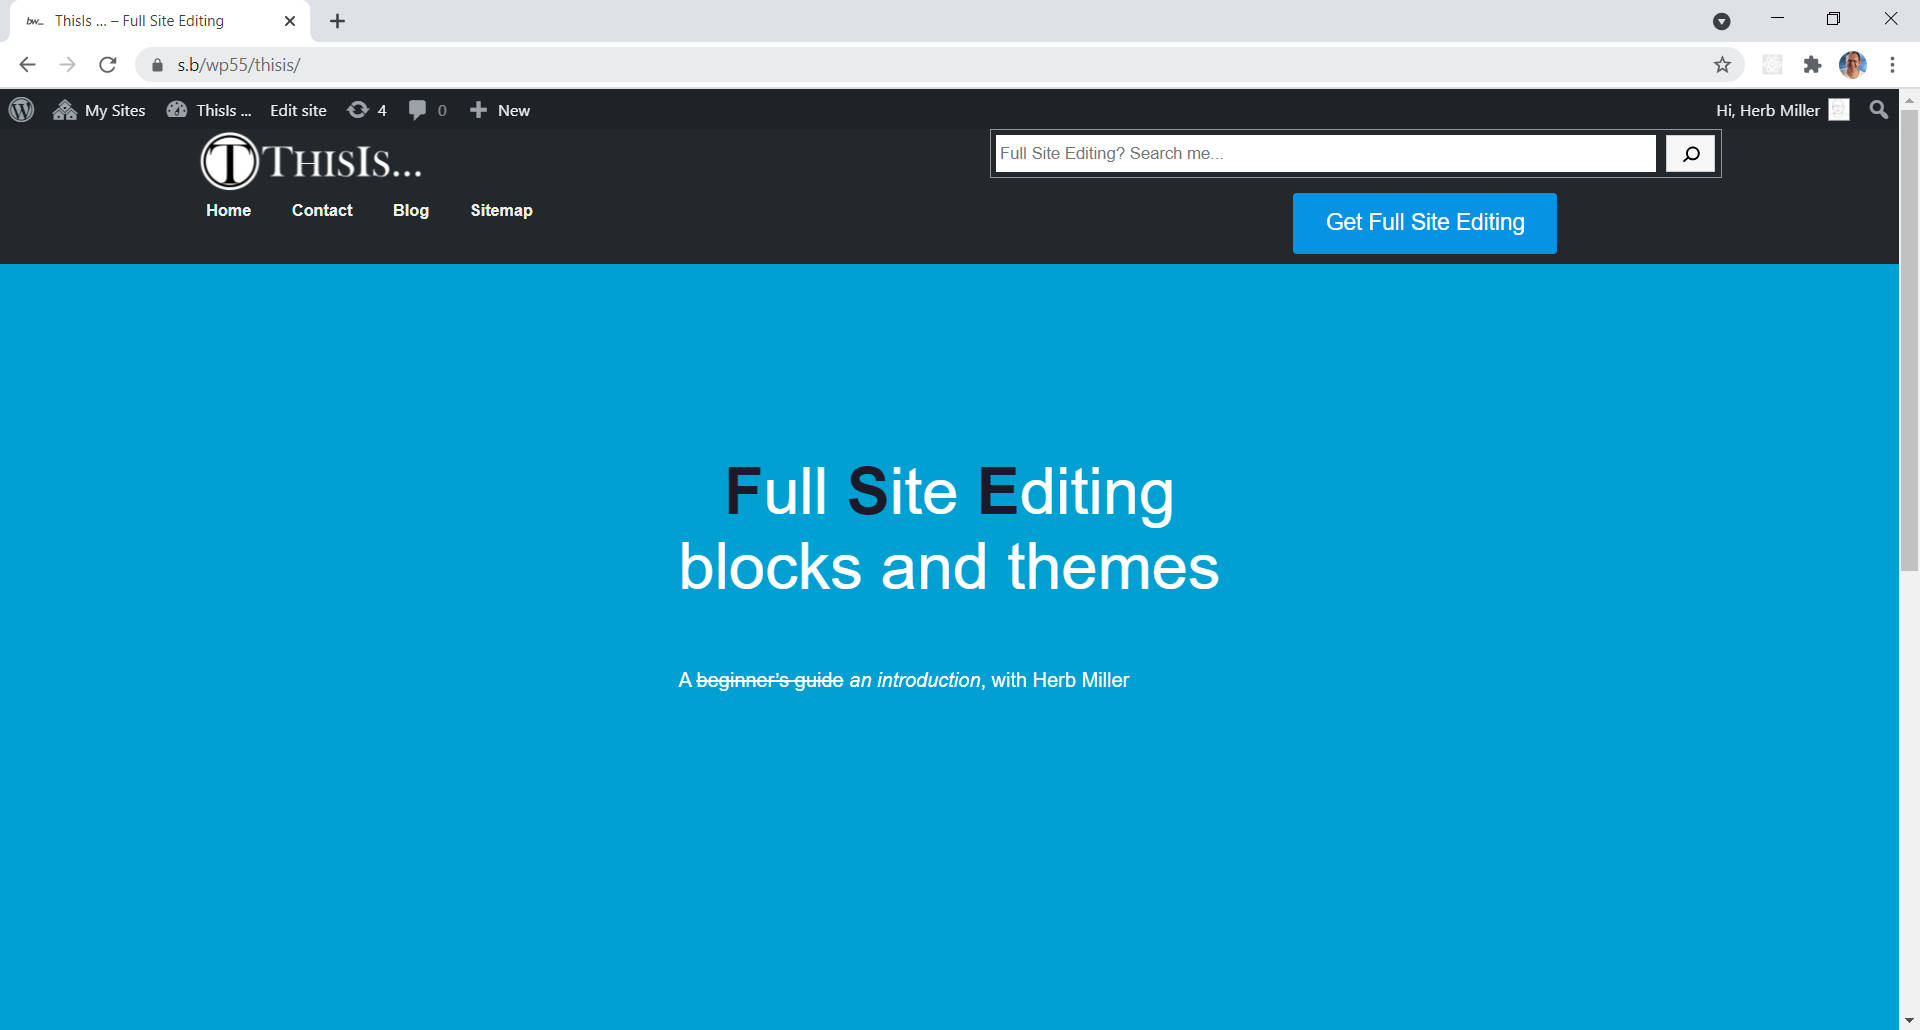 bw_ ThisIs ... – Full Site Editing
s.b/wp55/thisis/
My Sites ThisIs ... Edit site 4 0 New Hi, Herb Miller
T THISIS...
Full Site Editing? Search me...
Home Contact Blog Sitemap
Get Full Site Editing
Full Site Editing
blocks and themes
A beginner's guide an introduction, with Herb Miller